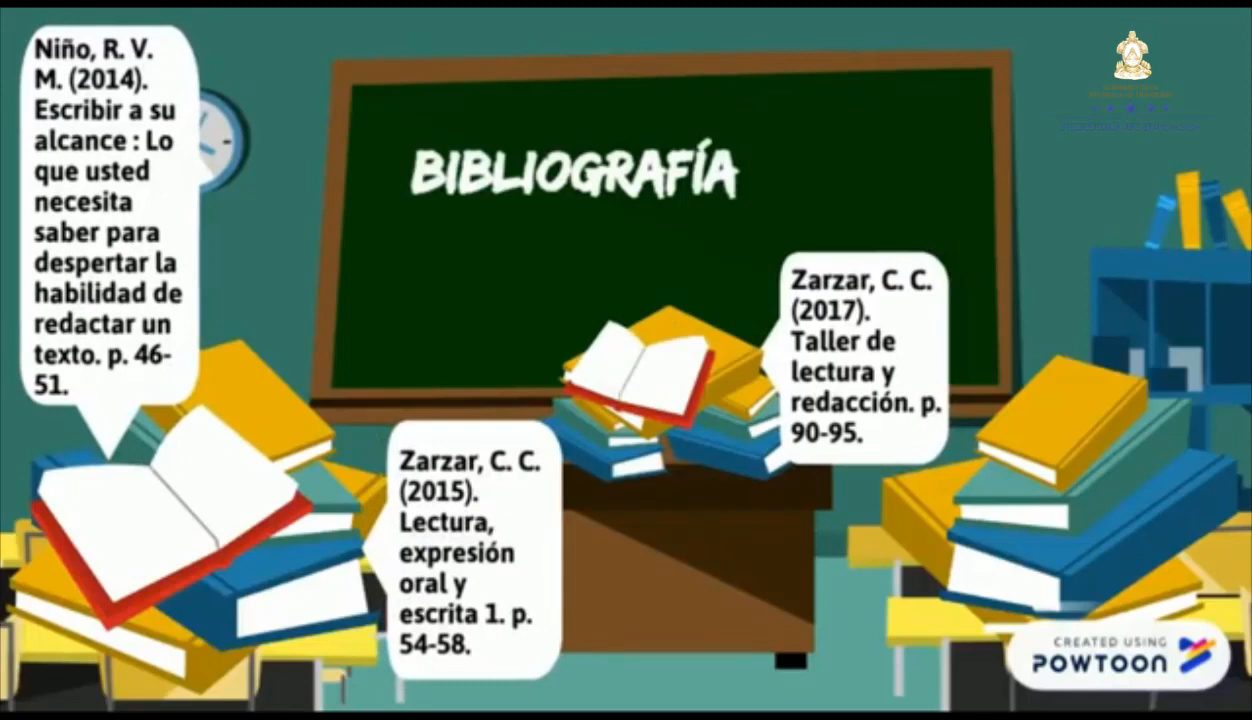 Niño, R. V.
M. (2014).
Escribir a su
alcance : Lo
que usted
necesita
saber para
despertar la
habilidad de
redactar un
texto. p. 46-
51.
BIBLIOGRAFÍA
Zarzar, C. C.
(2017).
Taller de
lectura y
redacción. p.
90-95.
Zarzar, C. C.
(2015).
Lectura,
expresión
oral y
escrita 1. p.
54-58.
CREATED USING
POWTOON